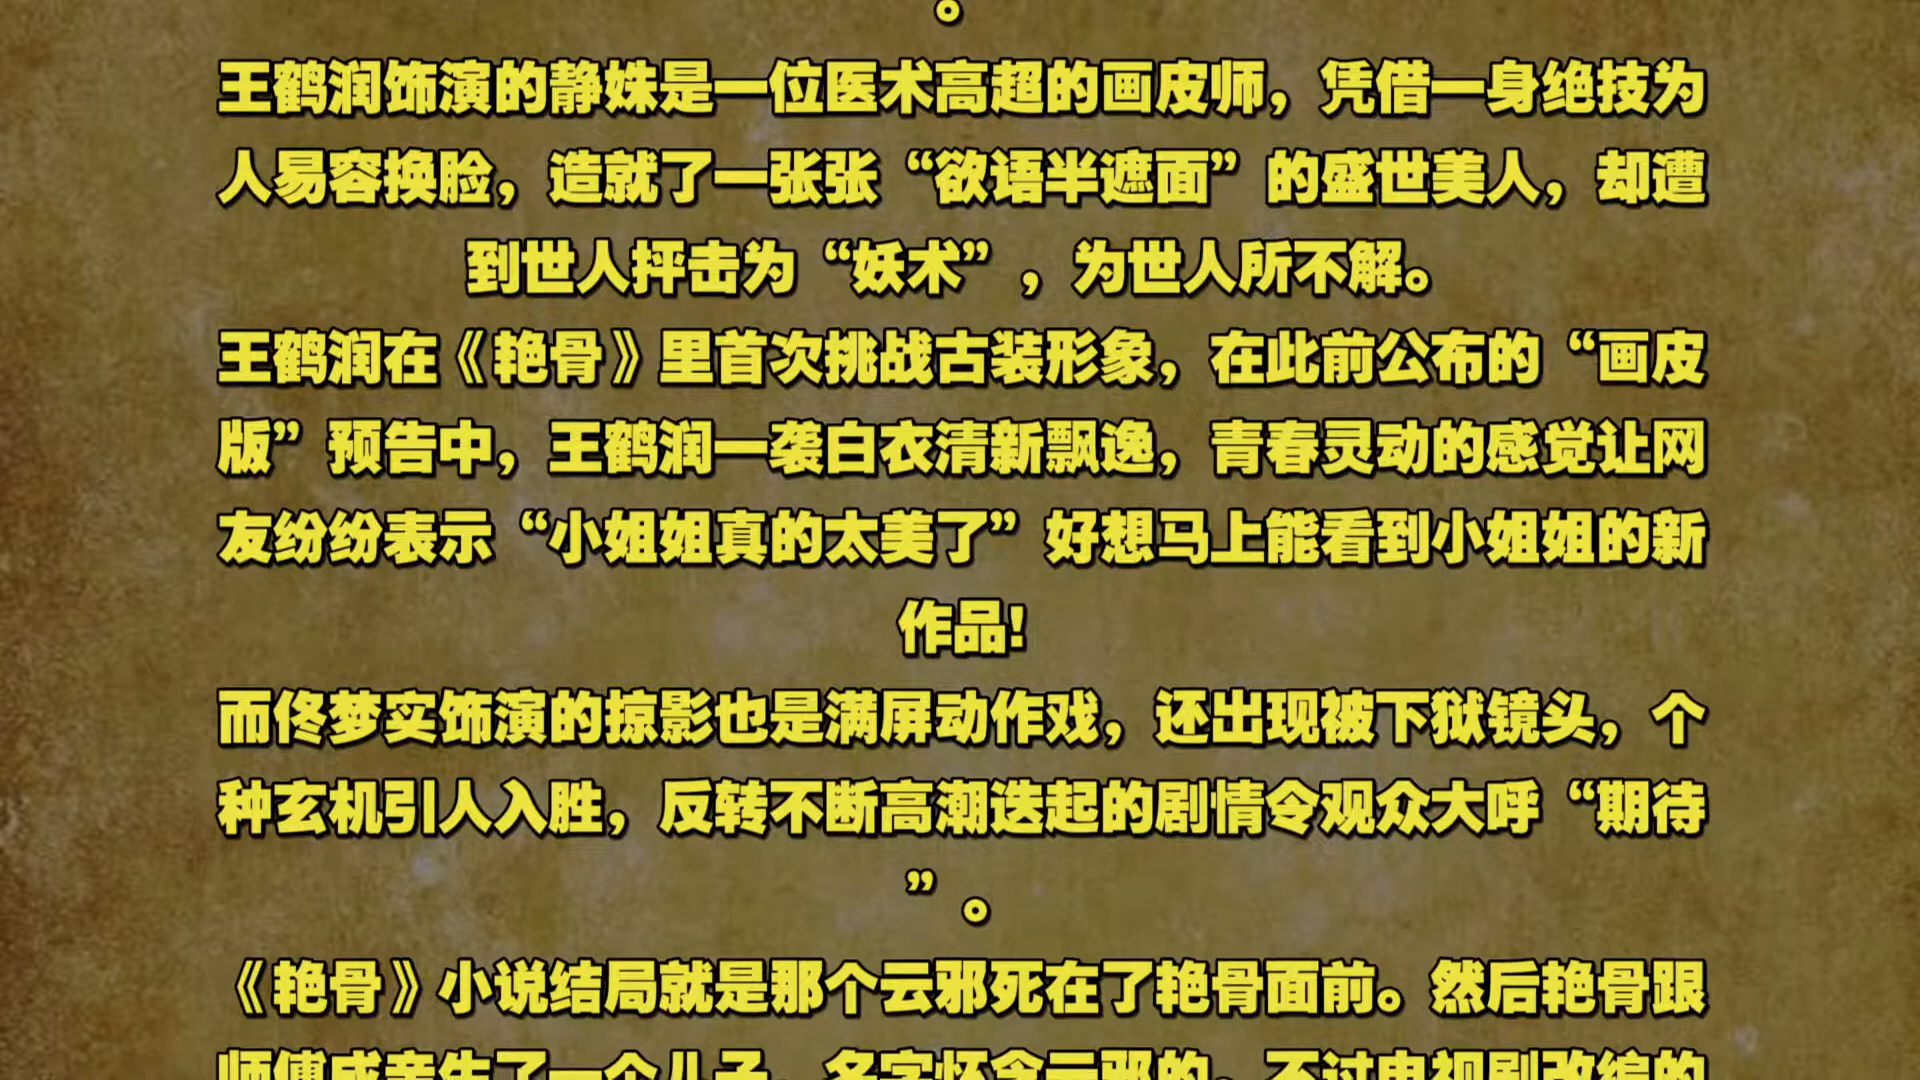 。
王鹤润饰演的静姝是一位医术高超的画皮师，凭借一身绝技为
人易容换脸，造就了一张张“欲语半遮面”的盛世美人，却遭
到世人抨击为“妖术”，为世人所不解。
王鹤润在《艳骨》里首次挑战古装形象，在此前公布的“画皮
版”预告中，王鹤润一袭白衣清新飘逸，青春灵动的感觉让网
友纷纷表示“小姐姐真的太美了”好想马上能看到小姐姐的新
作品!
而佟梦实饰演的掠影也是满屏动作戏，还出现被下狱镜头，个
种玄机引人入胜，反转不断高潮迭起的剧情令观众大呼“期待
”。
《艳骨》小说结局就是那个云邪死在了艳骨面前。然后艳骨跟
师傅成亲生了一个儿子，名字怀念云邪的。不过电视剧改编的